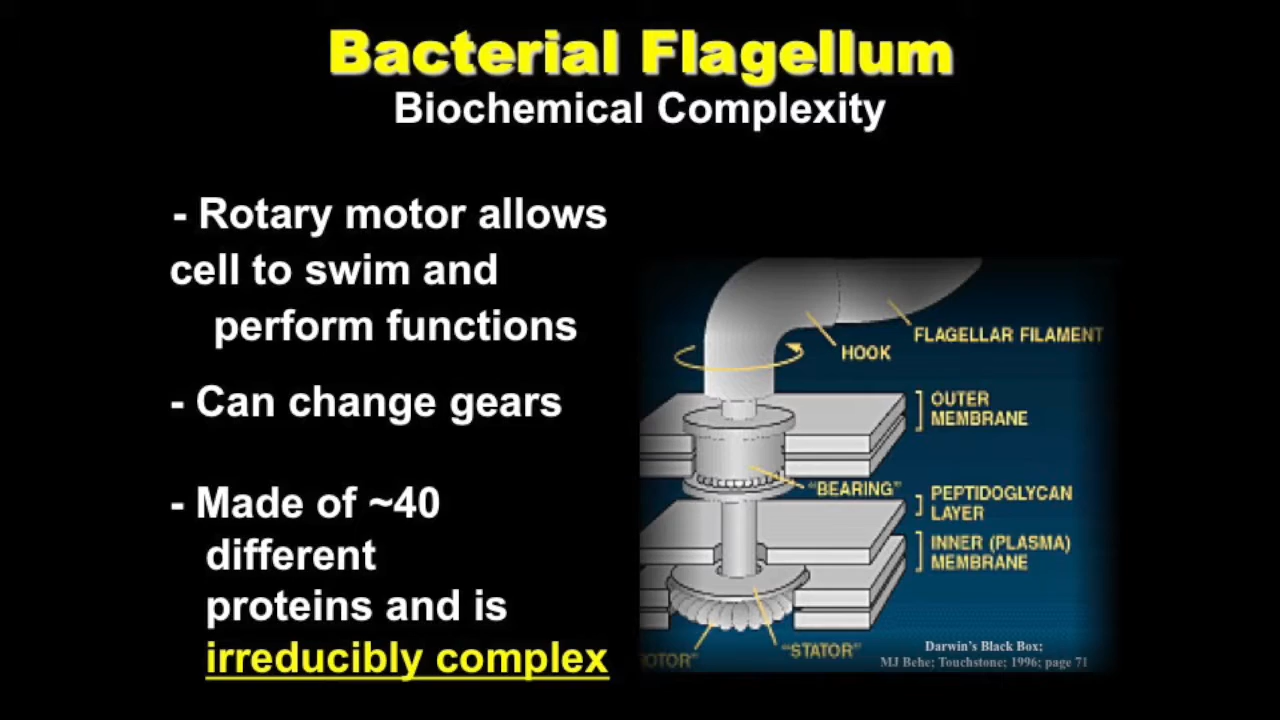 Bacterial Flagellum
Biochemical Complexity
- Rotary motor allows
cell to swim and
perform functions
- Can change gears
- Made of ~40
different
proteins and is
irreducibly complex
FLAGELLAR FILAMENT
HOOK
OUTER
MEMBRANE
"BEARING"
PEPTIDOGLYCAN
LAYER
INNER (PLASMA)
MEMBRANE
"STATOR"
OTOR"
Darwin's Black Box;
MJ Behe; Touchstone; 1996; page 71